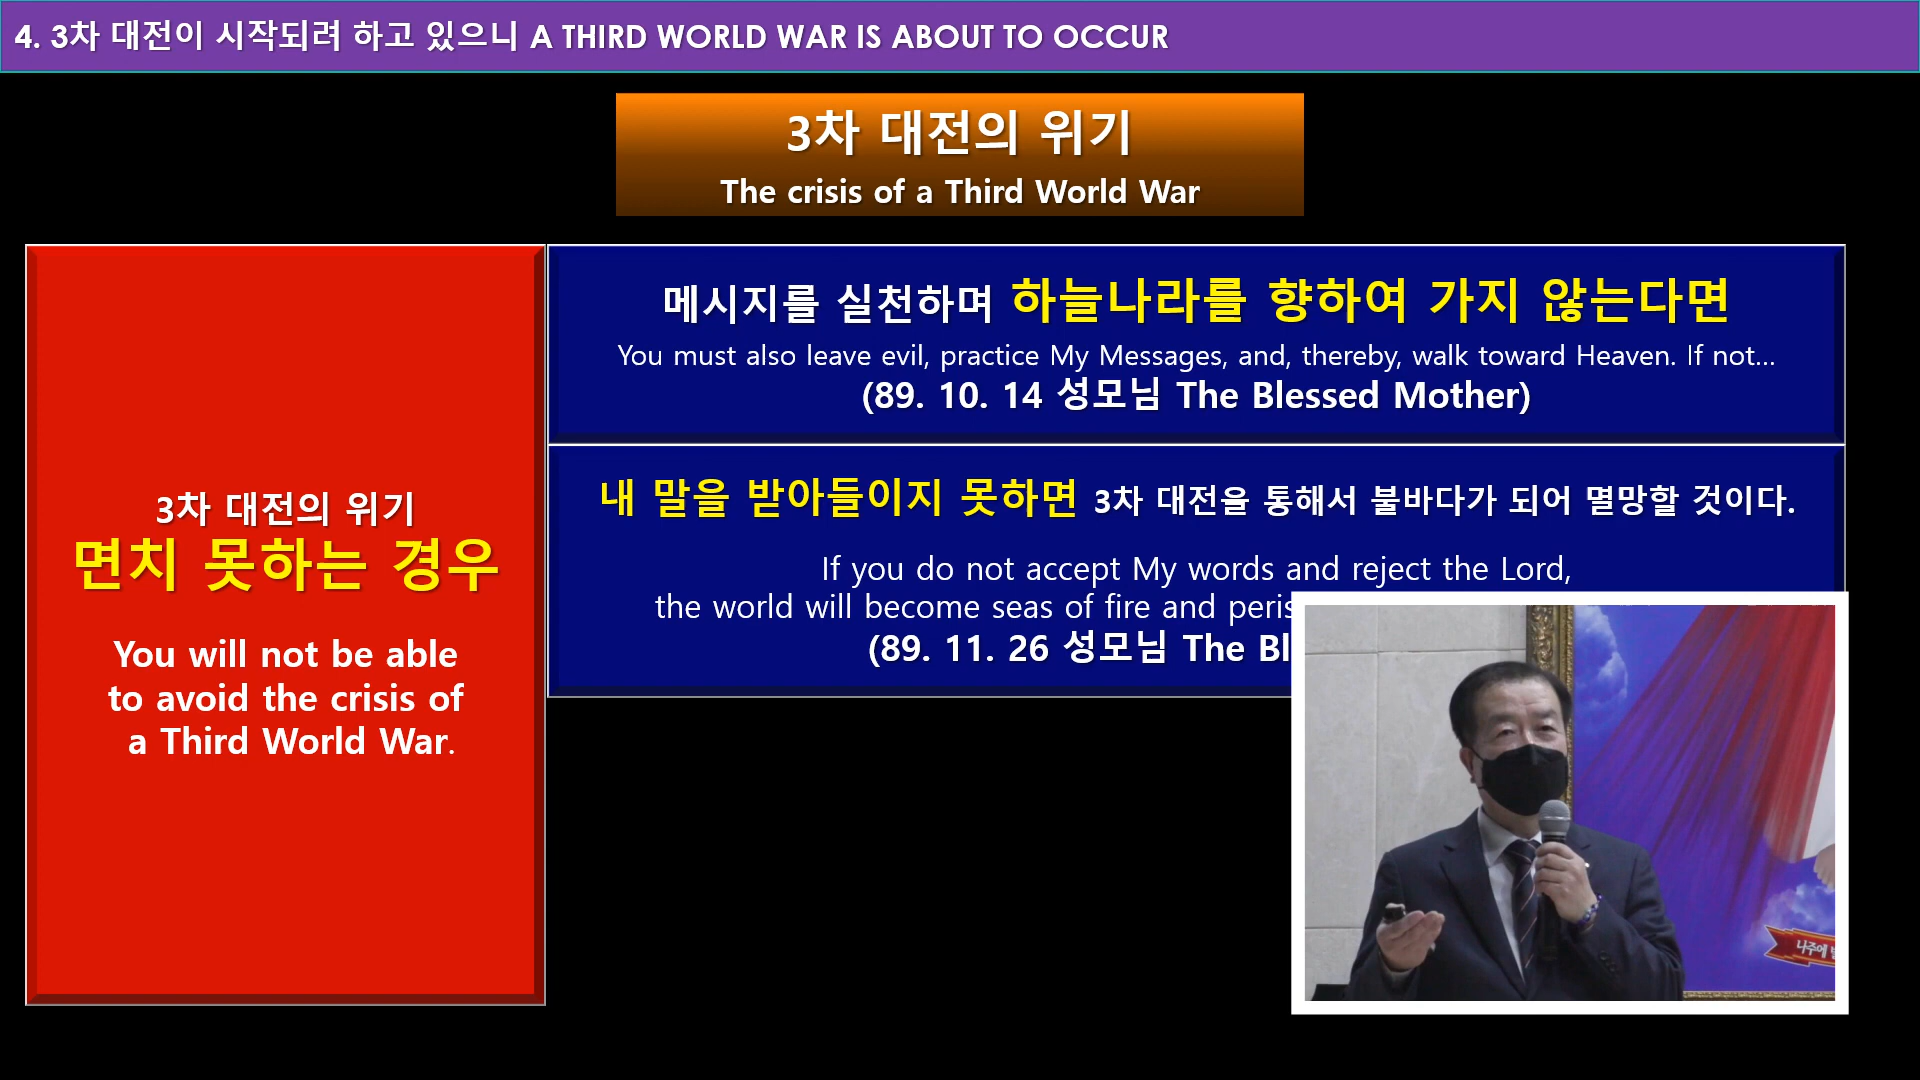 4. 3차 대전이 시작되려 하고 있으니 A THIRD WORLD WAR IS ABOUT TO OCCUR
3차 대전의 위기
The crisis of a Third World War
3차 대전의 위기
면치 못하는 경우
You will not be able
to avoid the crisis of
a Third World War.
메시지를 실천하며 하늘나라를 향하여 가지 않는다면
You must also leave evil, practice My Messages, and, thereby, walk toward Heaven. If not...
(89. 10. 14 성모님 The Blessed Mother)
내 말을 받아들이지 못하면 3차 대전을 통해서 불바다가 되어 멸망할 것이다.
If you do not accept My words and reject the Lord,
the world will become seas of fire and
(89. 11. 26 성모님 The
나주에